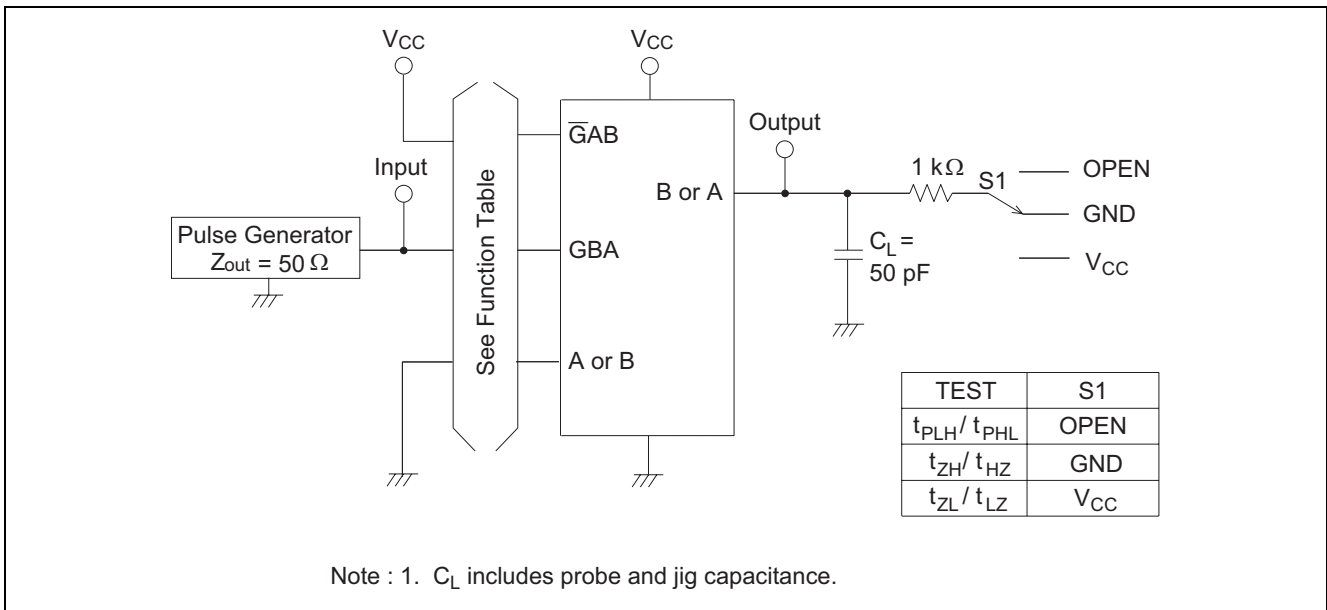 VCC
VCC
Input
Output
Pulse Generator
Zout = 50 Ω
See Function Table
G̅AB
GBA
A or B
B or A
1 kΩ
S1
OPEN
GND
VCC
CL =
50 pF
TEST S1
tPLH / tPHL OPEN
tZH / tHZ GND
tZL / tLZ VCC
Note : 1. CL includes probe and jig capacitance.